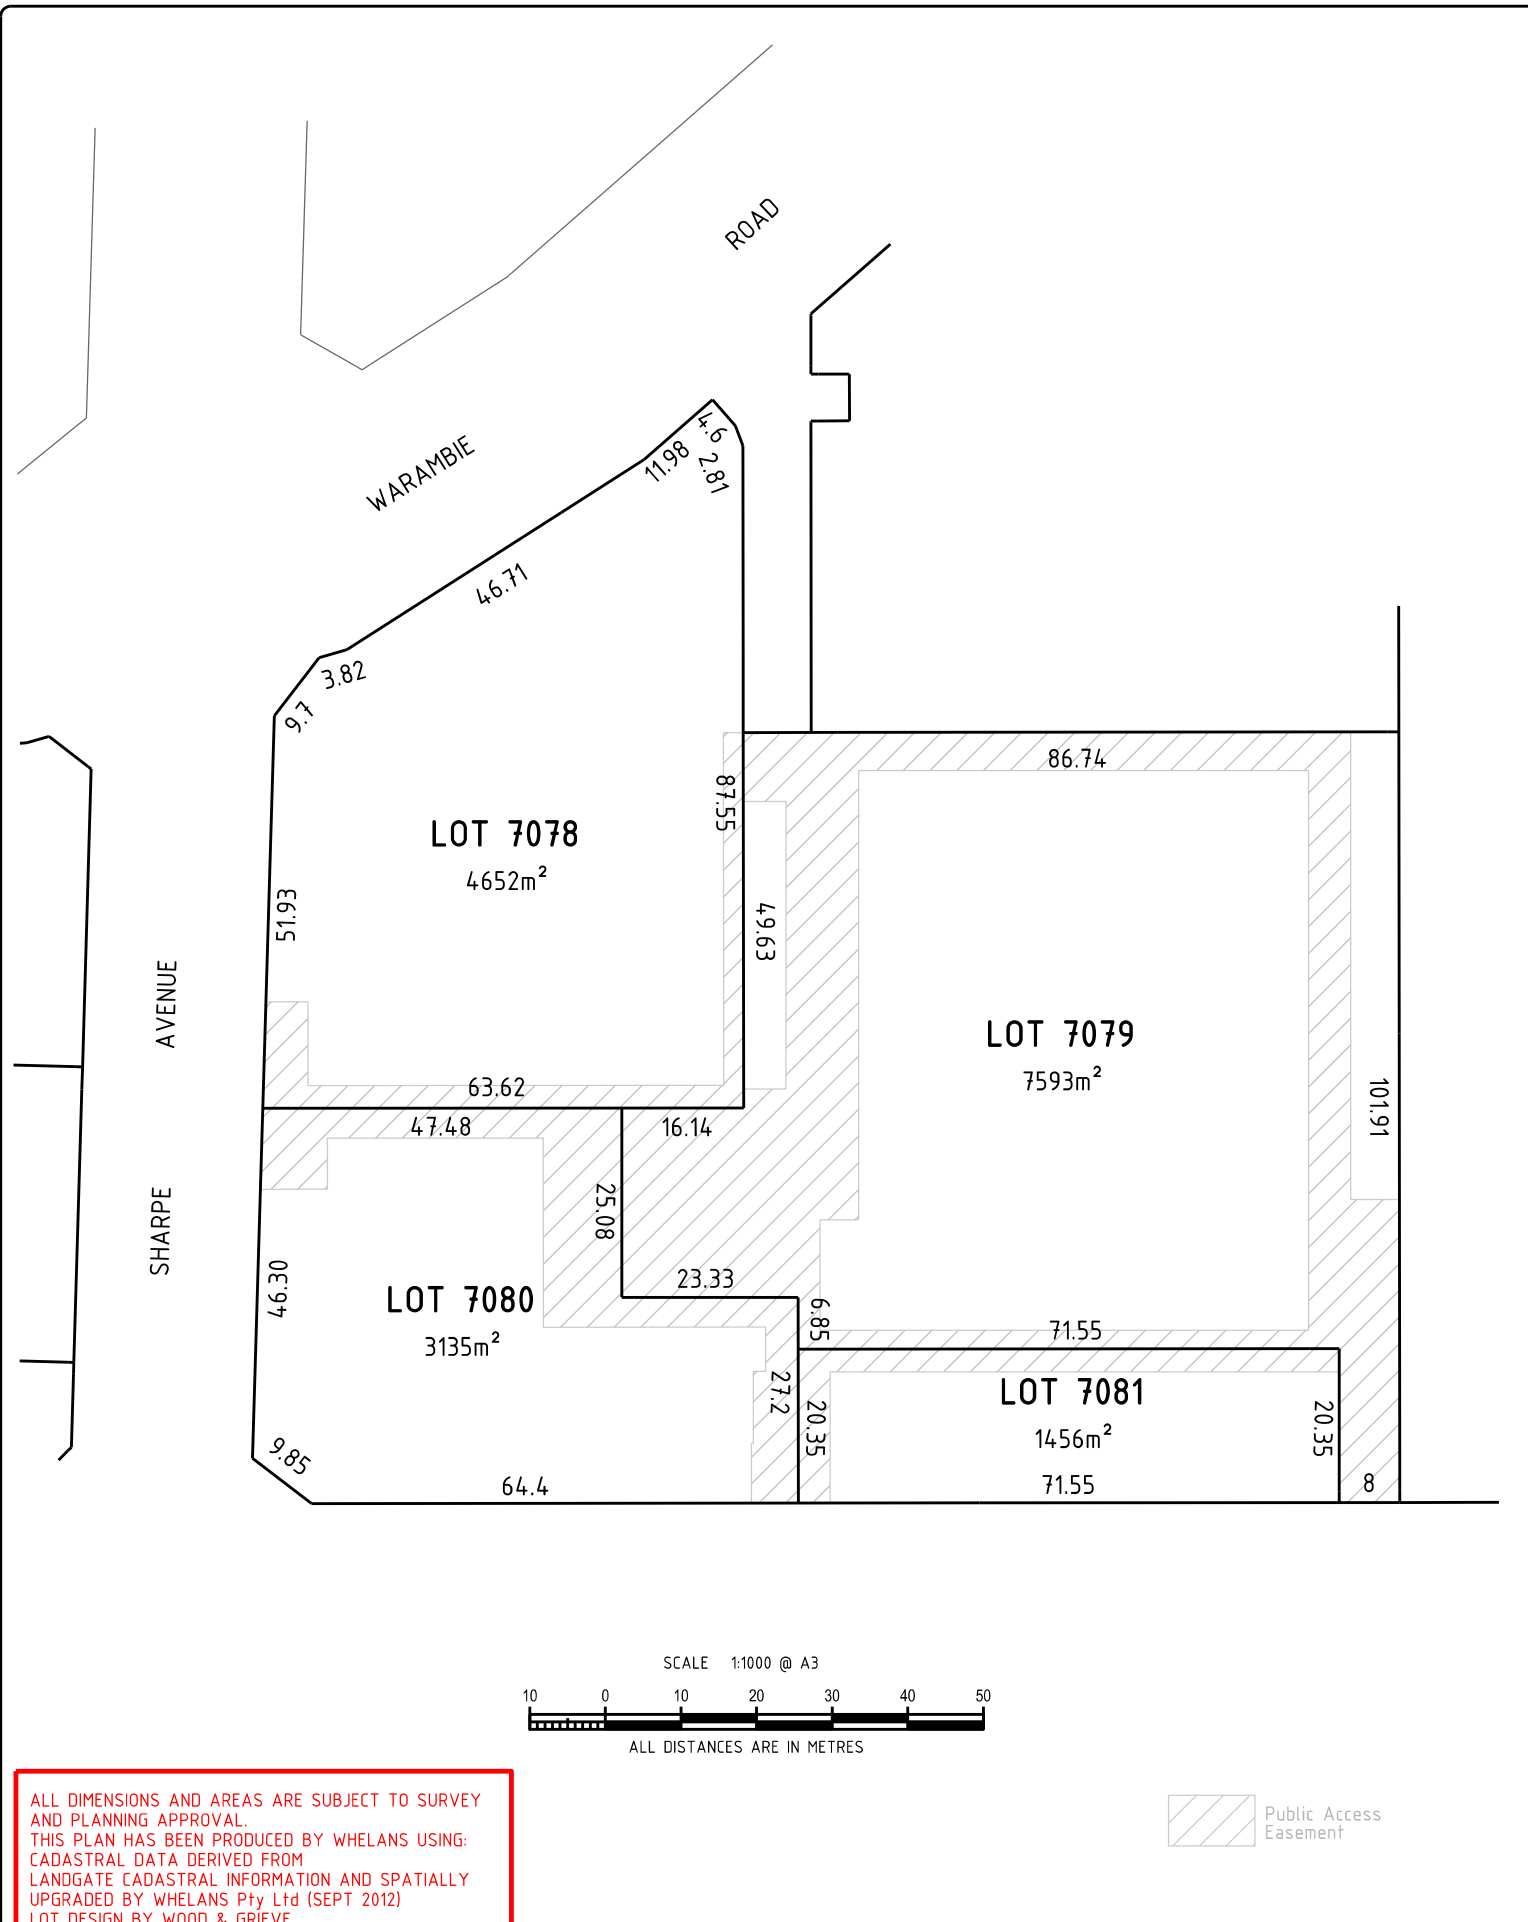 ROAD
WARAMBIE
4.6
11.98
2.81
46.71
3.82
9.7
86.74
87.55
LOT 7078
4652m²
51.93
49.63
AVENUE
LOT 7079
7593m²
63.62
101.91
47.48
16.14
SHARPE
25.08
46.30
23.33
LOT 7080
3135m²
6.85
71.55
27.2
LOT 7081
1456m²
20.35
20.35
9.85
64.4
71.55
8
SCALE 1:1000 @ A3
10 0 10 20 30 40 50
ALL DISTANCES ARE IN METRES
ALL DIMENSIONS AND AREAS ARE SUBJECT TO SURVEY
AND PLANNING APPROVAL.
THIS PLAN HAS BEEN PRODUCED BY WHELANS USING:
CADASTRAL DATA DERIVED FROM
LANDGATE CADASTRAL INFORMATION AND SPATIALLY
UPGRADED BY WHELANS Pty Ltd (SEPT 2012)
LOT DESIGN BY WOOD & GRIEVE
Public Access
Easement